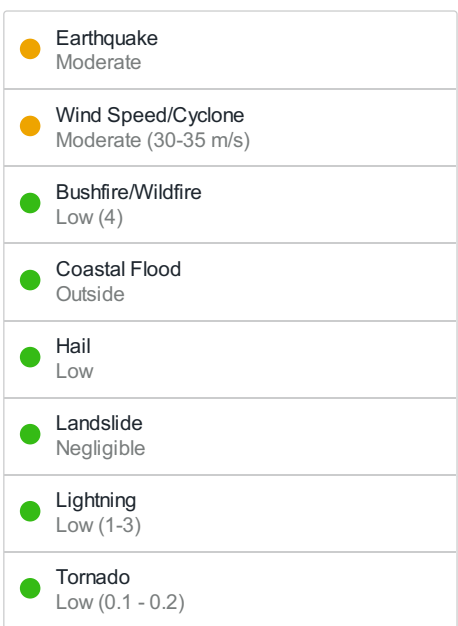 Earthquake
Moderate
Wind Speed/Cyclone
Moderate (30-35 m/s)
Bushfire/Wildfire
Low (4)
Coastal Flood
Outside
Hail
Low
Landslide
Negligible
Lightning
Low (1-3)
Tornado
Low (0.1 - 0.2)